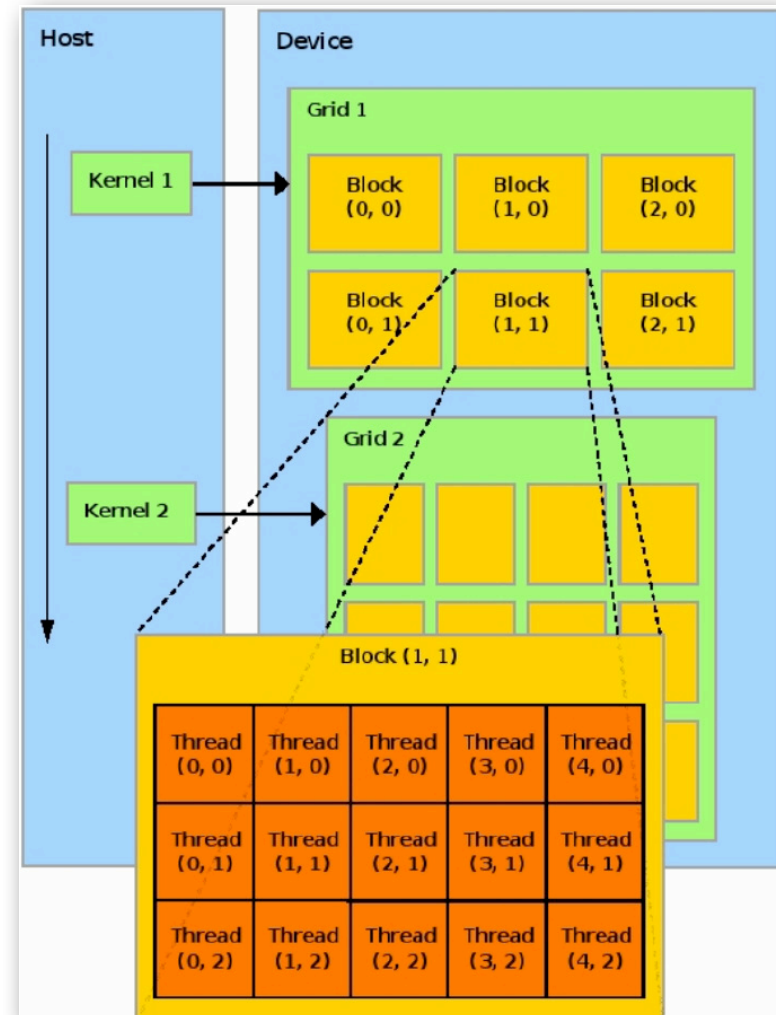 Host
Device
Grid 1
Kernel 1
Block
(0, 0)
Block
(1, 0)
Block
(2, 0)
Block
(0, 1)
Block
(1, 1)
Block
(2, 1)
Grid 2
Kernel 2
Block (1, 1)
Thread
(0, 0)
Thread
(1, 0)
Thread
(2, 0)
Thread
(3, 0)
Thread
(4, 0)
Thread
(0, 1)
Thread
(1, 1)
Thread
(2, 1)
Thread
(3, 1)
Thread
(4, 1)
Thread
(0, 2)
Thread
(1, 2)
Thread
(2, 2)
Thread
(3, 2)
Thread
(4, 2)